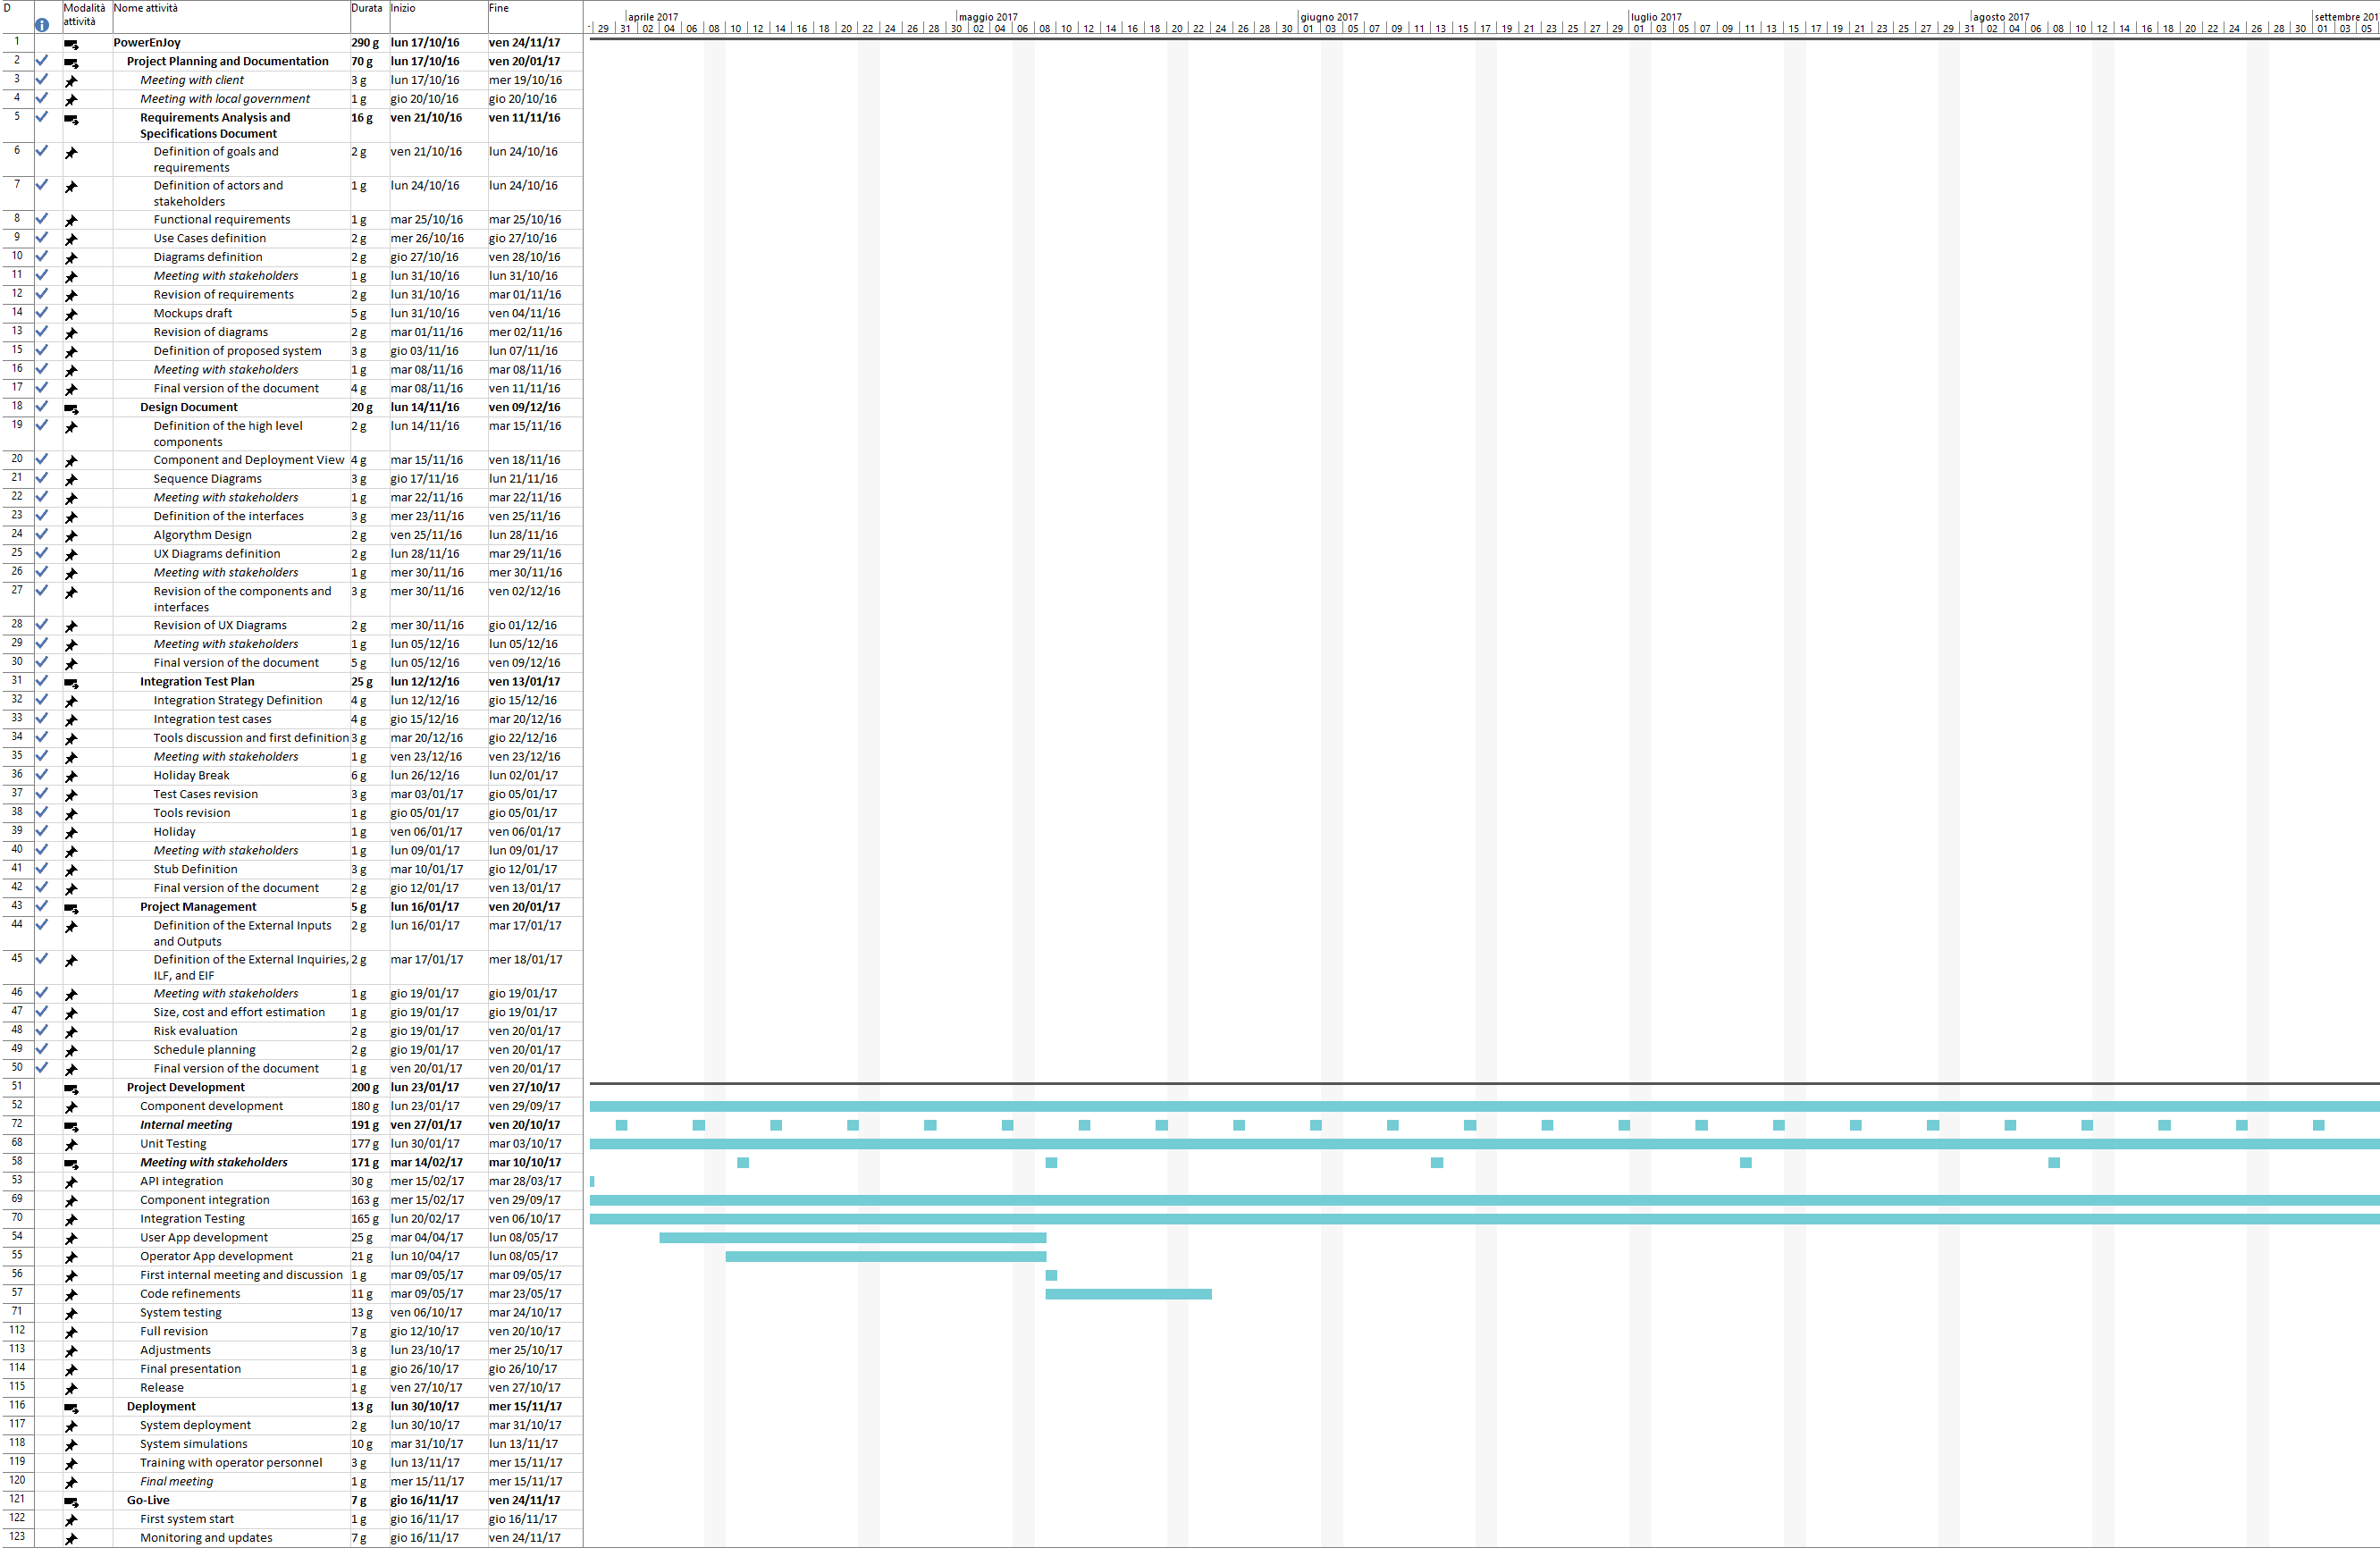 D Modalità attività Nome attività Durata Inizio Fine
aprile 2017 maggio 2017 giugno 2017 luglio 2017 agosto 2017 settembre 201
29 31 02 04 06 08 10 12 14 16 18 20 22 24 26 28 30 02 04 06 08 10 12 14 16 18 20 22 24 26 28 30 01 03 05 07 09 11 13 15 17 19 21 23 25 27 29 01 03 05 07 09 11 13 15 17 19 21 23 25 27 29 31 02 04 06 08 10 12 14 16 18 20 22 24 26 28 30 01 03 05
1 PowerEnJoy 290 g lun 17/10/16 ven 24/11/17
2 Project Planning and Documentation 70 g lun 17/10/16 ven 20/01/17
3 Meeting with client 3 g lun 17/10/16 mer 19/10/16
4 Meeting with local government 1 g gio 20/10/16 gio 20/10/16
5 Requirements Analysis and 16 g ven 21/10/16 ven 11/11/16
Specifications Document
6 Definition of goals and 2 g ven 21/10/16 lun 24/10/16
requirements
7 Definition of actors and 1 g lun 24/10/16 lun 24/10/16
stakeholders
8 Functional requirements 1 g mar 25/10/16 mar 25/10/16
9 Use Cases definition 2 g mer 26/10/16 gio 27/10/16
10 Diagrams definition 2 g gio 27/10/16 ven 28/10/16
11 Meeting with stakeholders 1 g lun 31/10/16 lun 31/10/16
12 Revision of requirements 2 g lun 31/10/16 mar 01/11/16
14 Mockups draft 5 g lun 31/10/16 ven 04/11/16
13 Revision of diagrams 2 g mar 01/11/16 mer 02/11/16
15 Definition of proposed system 3 g gio 03/11/16 lun 07/11/16
16 Meeting with stakeholders 1 g mar 08/11/16 mar 08/11/16
17 Final version of the document 4 g mar 08/11/16 ven 11/11/16
18 Design Document 20 g lun 14/11/16 ven 09/12/16
19 Definition of the high level 2 g lun 14/11/16 mar 15/11/16
components
20 Component and Deployment View 4 g mar 15/11/16 ven 18/11/16
21 Sequence Diagrams 3 g gio 17/11/16 lun 21/11/16
22 Meeting with stakeholders 1 g mar 22/11/16 mar 22/11/16
23 Definition of the interfaces 3 g mer 23/11/16 ven 25/11/16
24 Algorythm Design 2 g ven 25/11/16 lun 28/11/16
25 UX Diagrams definition 2 g lun 28/11/16 mar 29/11/16
26 Meeting with stakeholders 1 g mer 30/11/16 mer 30/11/16
27 Revision of the components and 3 g mer 30/11/16 ven 02/12/16
interfaces
28 Revision of UX Diagrams 2 g mer 30/11/16 gio 01/12/16
29 Meeting with stakeholders 1 g lun 05/12/16 lun 05/12/16
30 Final version of the document 5 g lun 05/12/16 ven 09/12/16
31 Integration Test Plan 25 g lun 12/12/16 ven 13/01/17
32 Integration Strategy Definition 4 g lun 12/12/16 gio 15/12/16
33 Integration test cases 4 g gio 15/12/16 mar 20/12/16
34 Tools discussion and first definition 3 g mar 20/12/16 gio 22/12/16
35 Meeting with stakeholders 1 g ven 23/12/16 ven 23/12/16
36 Holiday Break 6 g lun 26/12/16 lun 02/01/17
37 Test Cases revision 3 g mar 03/01/17 gio 05/01/17
38 Tools revision 1 g gio 05/01/17 gio 05/01/17
39 Holiday 1 g ven 06/01/17 ven 06/01/17
40 Meeting with stakeholders 1 g lun 09/01/17 lun 09/01/17
41 Stub Definition 3 g mar 10/01/17 gio 12/01/17
42 Final version of the document 2 g gio 12/01/17 ven 13/01/17
43 Project Management 5 g lun 16/01/17 ven 20/01/17
44 Definition of the External Inputs 2 g lun 16/01/17 mar 17/01/17
and Outputs
45 Definition of the External Inquiries, 2 g mar 17/01/17 mer 18/01/17
ILF, and EIF
46 Meeting with stakeholders 1 g gio 19/01/17 gio 19/01/17
47 Size, cost and effort estimation 1 g gio 19/01/17 gio 19/01/17
48 Risk evaluation 2 g gio 19/01/17 ven 20/01/17
49 Schedule planning 2 g gio 19/01/17 ven 20/01/17
50 Final version of the document 1 g ven 20/01/17 ven 20/01/17
51 Project Development 200 g lun 23/01/17 ven 27/10/17
52 Component development 180 g lun 23/01/17 ven 29/09/17
72 Internal meeting 191 g ven 27/01/17 ven 20/10/17
68 Unit Testing 177 g lun 30/01/17 mar 03/10/17
58 Meeting with stakeholders 171 g mar 14/02/17 mar 10/10/17
53 API integration 30 g mer 15/02/17 mar 28/03/17
69 Component integration 163 g mer 15/02/17 ven 29/09/17
70 Integration Testing 165 g lun 20/02/17 ven 06/10/17
54 User App development 25 g mar 04/04/17 lun 08/05/17
55 Operator App development 21 g lun 10/04/17 lun 08/05/17
56 First internal meeting and discussion 1 g mar 09/05/17 mar 09/05/17
57 Code refinements 11 g mar 09/05/17 mar 23/05/17
71 System testing 13 g ven 06/10/17 mar 24/10/17
112 Full revision 7 g gio 12/10/17 ven 20/10/17
113 Adjustments 3 g lun 23/10/17 mer 25/10/17
114 Final presentation 1 g gio 26/10/17 gio 26/10/17
115 Release 1 g ven 27/10/17 ven 27/10/17
116 Deployment 13 g lun 30/10/17 mer 15/11/17
117 System deployment 2 g lun 30/10/17 mar 31/10/17
118 System simulations 10 g mar 31/10/17 lun 13/11/17
119 Training with operator personnel 3 g lun 13/11/17 mer 15/11/17
120 Final meeting 1 g mer 15/11/17 mer 15/11/17
121 Go-Live 7 g gio 16/11/17 ven 24/11/17
122 First system start 1 g gio 16/11/17 gio 16/11/17
123 Monitoring and updates 7 g gio 16/11/17 ven 24/11/17